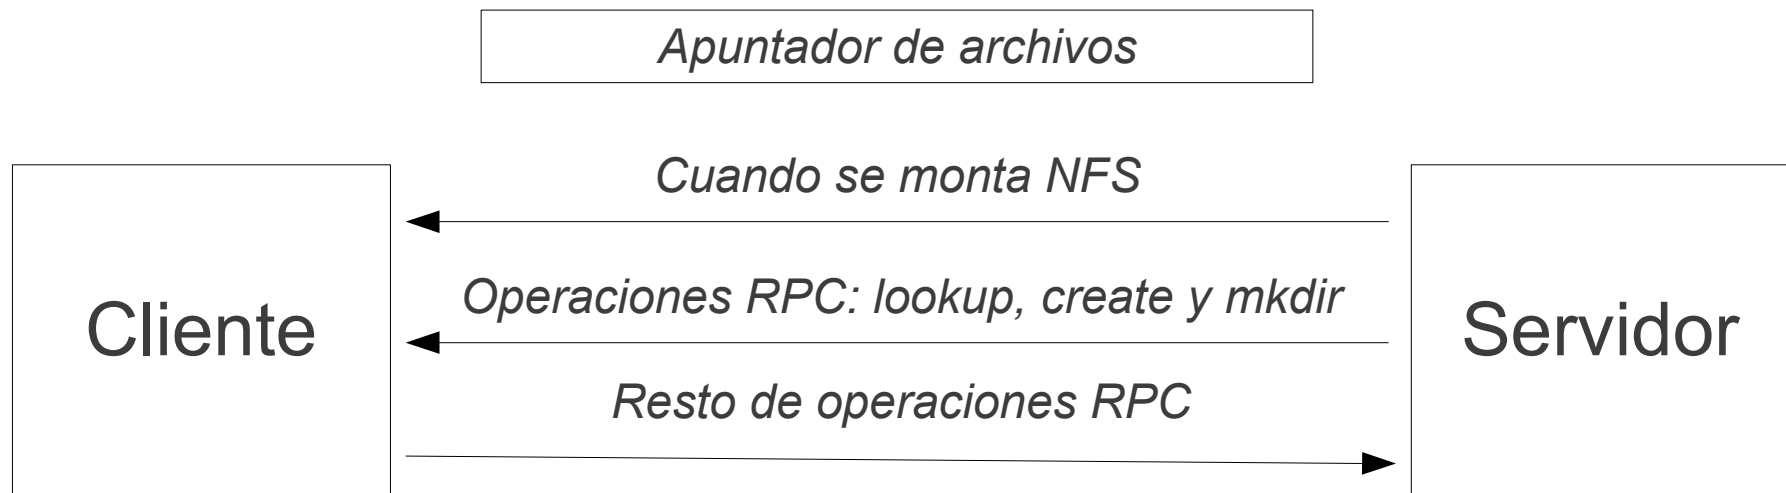 Apuntador de archivos
Cuando se monta NFS
Operaciones RPC: lookup, create y mkdir
Cliente
Servidor
Resto de operaciones RPC